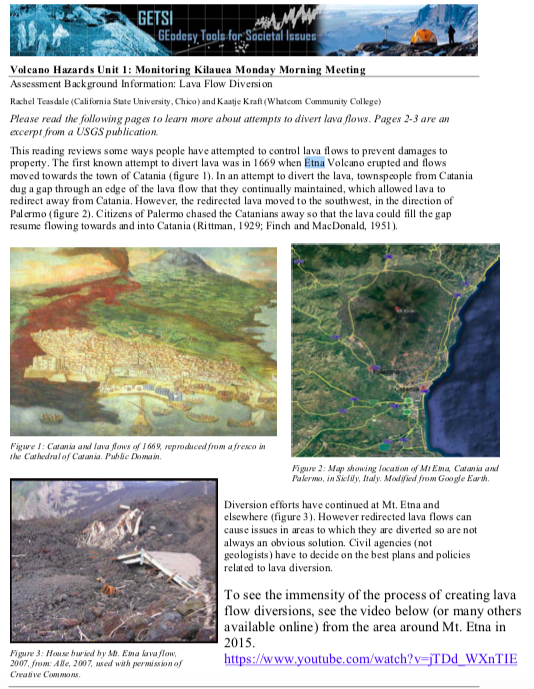 GETSI
GEodesy Tools for Societal Issues
Volcano Hazards Unit 1: Monitoring Kilauea Monday Morning Meeting
Assessment Background Information: Lava Flow Diversion
Rachel Teasdale (California State University, Chico) and Kaatje Kraft (Whatcom Community College)
Please read the following pages to learn more about attempts to divert lava flows. Pages 2-3 are an
excerpt from a USGS publication.
This reading reviews some ways people have attempted to control lava flows to prevent damages to
property. The first known attempt to divert lava was in 1669 when Etna Volcano erupted and flows
moved towards the town of Catania (figure 1). In an attempt to divert the lava, townspeople from Catania
dug a gap through an edge of the lava flow that they continually maintained, which allowed lava to
redirect away from Catania. However, the redirected lava moved to the southwest, in the direction of
Palermo (figure 2). Citizens of Palermo chased the Catanians away so that the lava could fill the gap
resume flowing towards and into Catania (Rittman, 1929; Finch and MacDonald, 1951).
Figure 1: Catania and lava flows of 1669, reproduced from a fresco in
the Cathedral of Catania. Public Domain.
Figure 2: Map showing location of Mt Etna, Catania and
Palermo, in Siclily, Italy. Modified from Google Earth.
Diversion efforts have continued at Mt. Etna and
elsewhere (figure 3). However redirected lava flows can
cause issues in areas to which they are diverted so are not
always an obvious solution. Civil agencies (not
geologists) have to decide on the best plans and policies
related to lava diversion.
To see the immensity of the process of creating lava
flow diversions, see the video below (or many others
available online) from the area around Mt. Etna in
2015.
https://www.youtube.com/watch?v=jTDd_WXnTIE
Figure 3: House buried by Mt. Etna lava flow,
2007, from: Alle, 2007, used with permission of
Creative Commons.